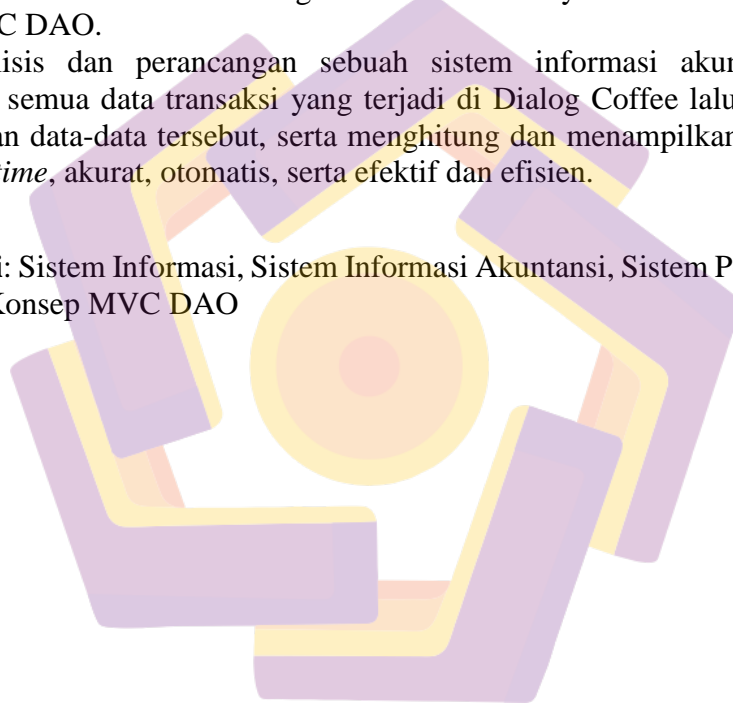 C DAO.
isis dan perancangan sebuah sistem informasi akun
semua data transaksi yang terjadi di Dialog Coffee lalu
an data-data tersebut, serta menghitung dan menampilkan
time, akurat, otomatis, serta efektif dan efisien.
i: Sistem Informasi, Sistem Informasi Akuntansi, Sistem P
Konsep MVC DAO